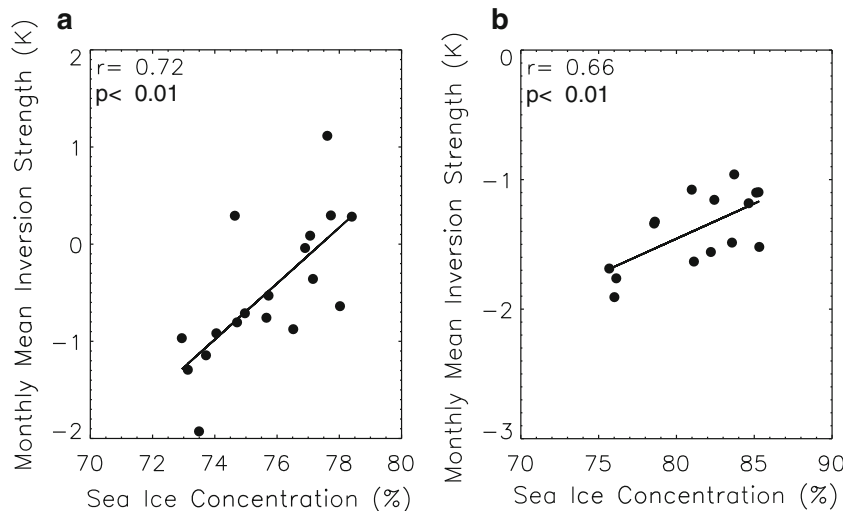 a
r= 0.72
p< 0.01
Monthly Mean Inversion Strength (K)
2
1
0
-1
-2
70 72 74 76 78 80
Sea Ice Concentration (%)
b
r= 0.66
p< 0.01
Monthly Mean Inversion Strength (K)
0
-1
-2
-3
70 75 80 85 90
Sea Ice Concentration (%)